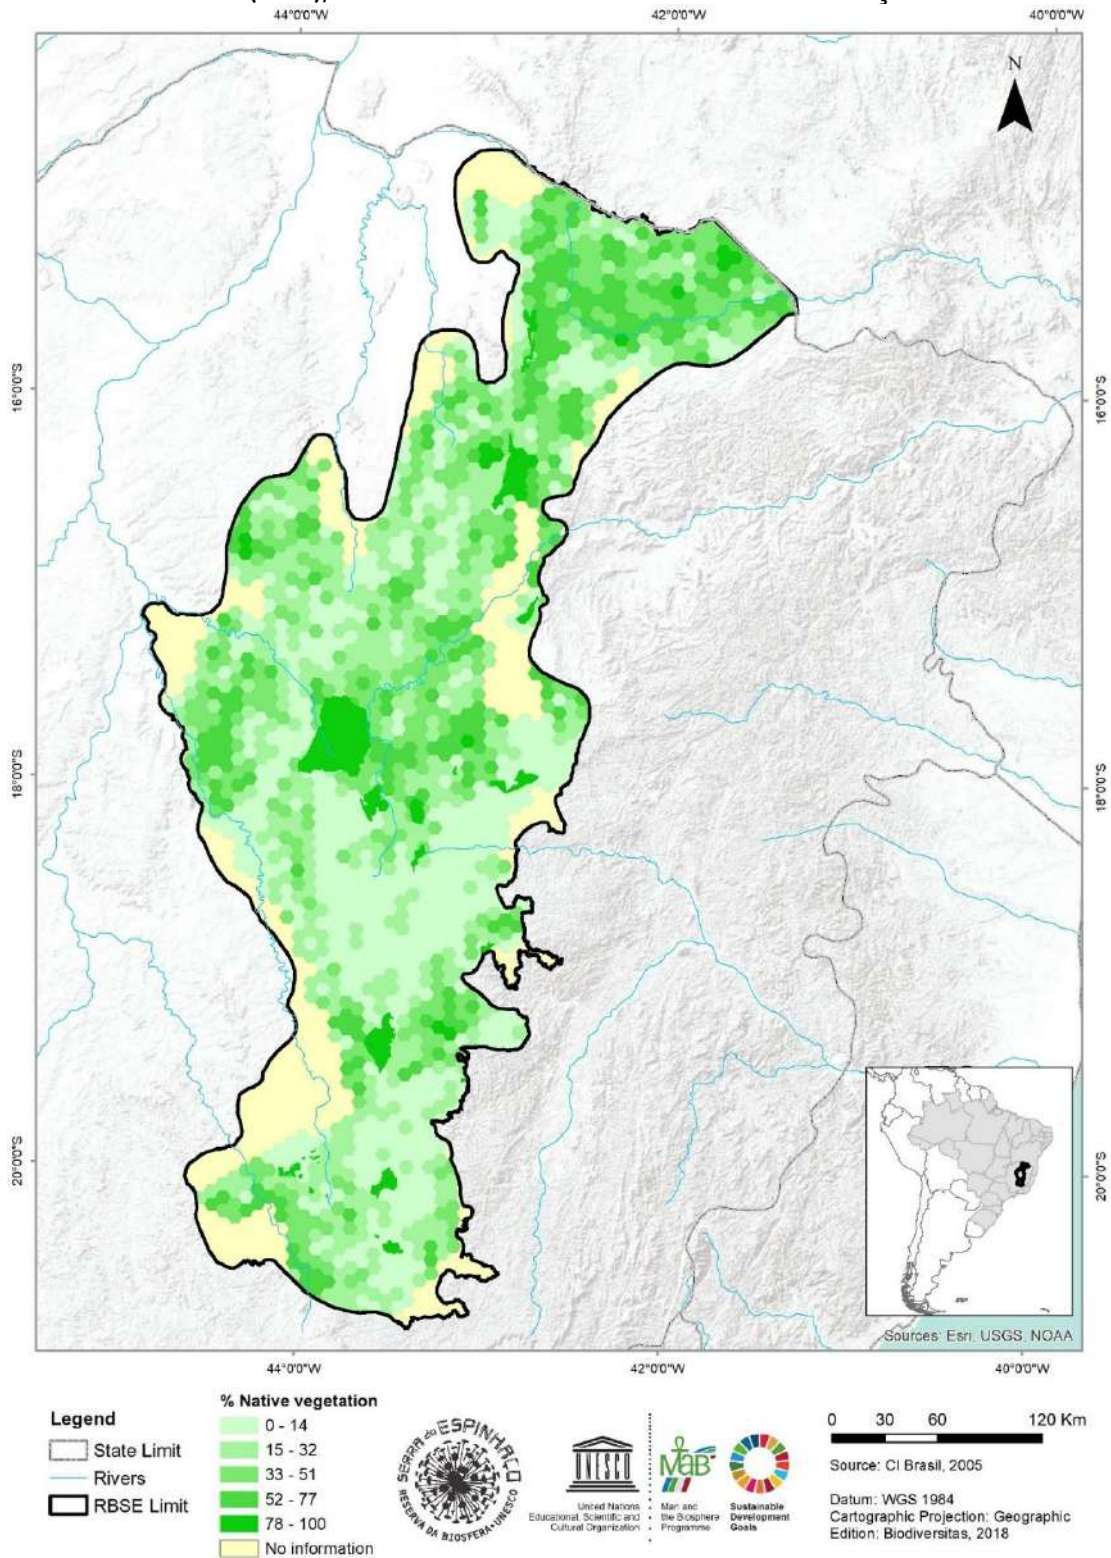 44°0'0"W 42°0'0"W 40°0'0"W
N
16°0'0"S 16°0'0"S
18°0'0"S 18°0'0"S
20°0'0"S 20°0'0"S
Sources: Esri, USGS, NOAA
44°0'0"W 42°0'0"W 40°0'0"W
Legend
State Limit
Rivers
RBSE Limit
% Native vegetation
0 - 14
15 - 32
33 - 51
52 - 77
78 - 100
No information
SERRA do ESPINHAÇO
RESERVA DA BIOSFERA-UNESCO
UNESCO
United Nations
Educational, Scientific and
Cultural Organization
MaB
Man and
the Biosphere
Programme
Sustainable
Development
Goals
0 30 60 120 Km
Source: CI Brasil, 2005
Datum: WGS 1984
Cartographic Projection: Geographic
Edition: Biodiversitas, 2018